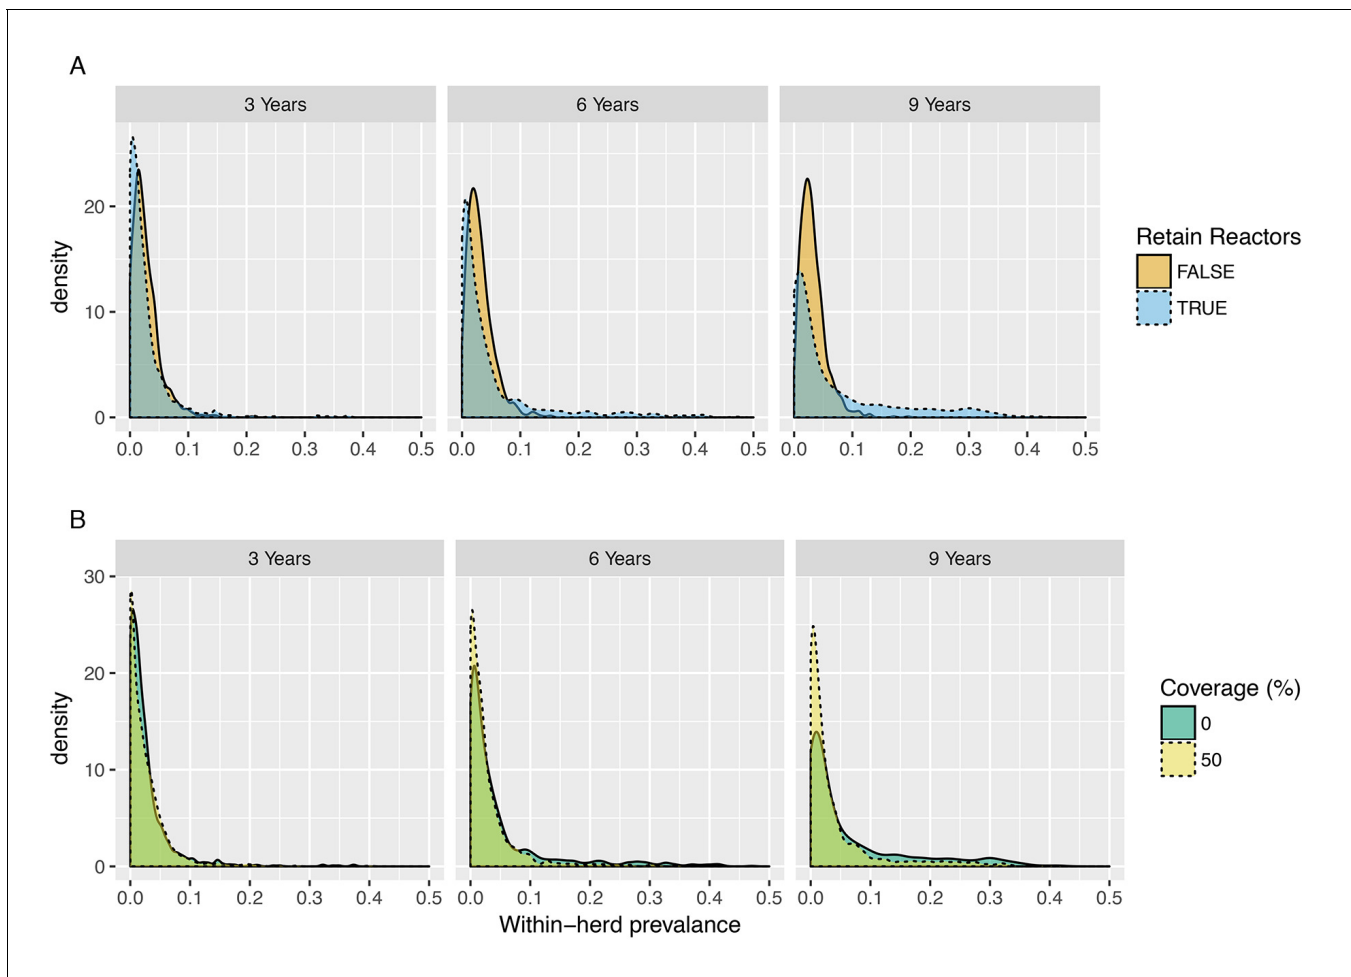 A
3 Years 6 Years 9 Years
20
10
0
density
0.0 0.1 0.2 0.3 0.4 0.5 0.0 0.1 0.2 0.3 0.4 0.5 0.0 0.1 0.2 0.3 0.4 0.5
Retain Reactors
FALSE
TRUE
B
3 Years 6 Years 9 Years
30
20
10
0
density
0.0 0.1 0.2 0.3 0.4 0.5 0.0 0.1 0.2 0.3 0.4 0.5 0.0 0.1 0.2 0.3 0.4 0.5
Within−herd prevalance
Coverage (%)
0
50